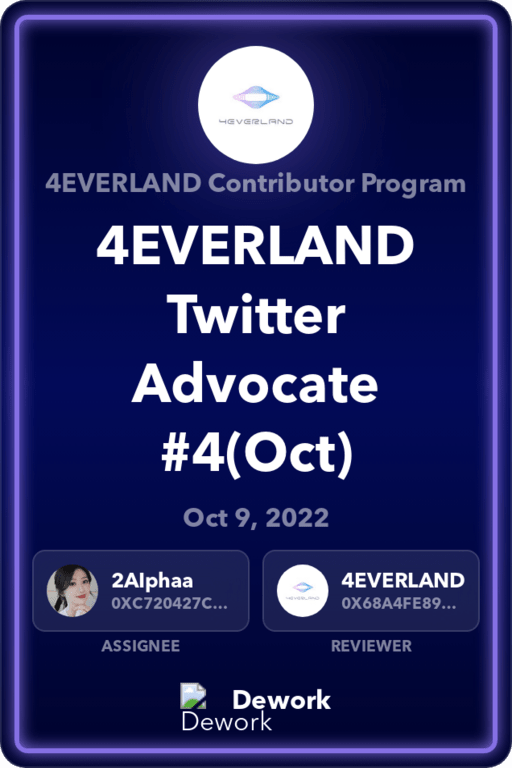 4EVERLAND
4EVERLAND Contributor Program
4EVERLAND
Twitter
Advocate
#4(Oct)
Oct 9, 2022
2Alphaa
0XC720427C...
ASSIGNEE
4EVERLAND
4EVERLAND
0X68A4FE89...
REVIEWER
Dework
Dework